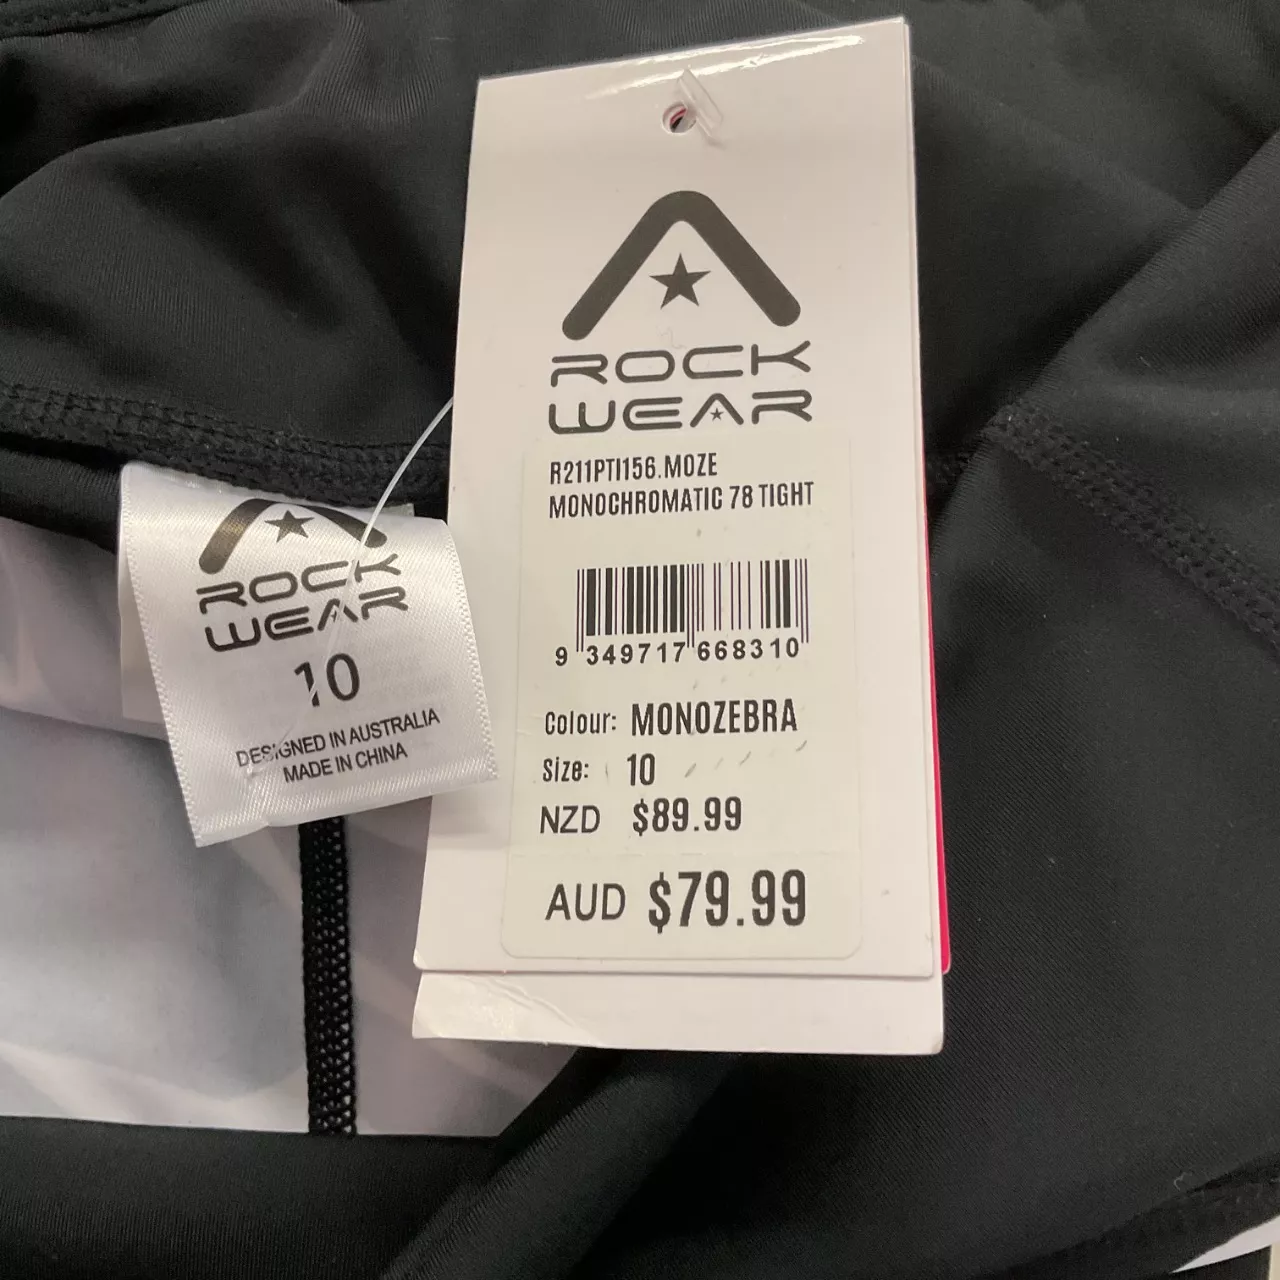 ROCK
WEAR
R211PTI156.MOZE
MONOCHROMATIC 78 TIGHT
9 349717 668310
Colour: MONOZEBRA
Size: 10
NZD $89.99
AUD $79.99
ROCK
WEAR
10
DESIGNED IN AUSTRALIA
MADE IN CHINA